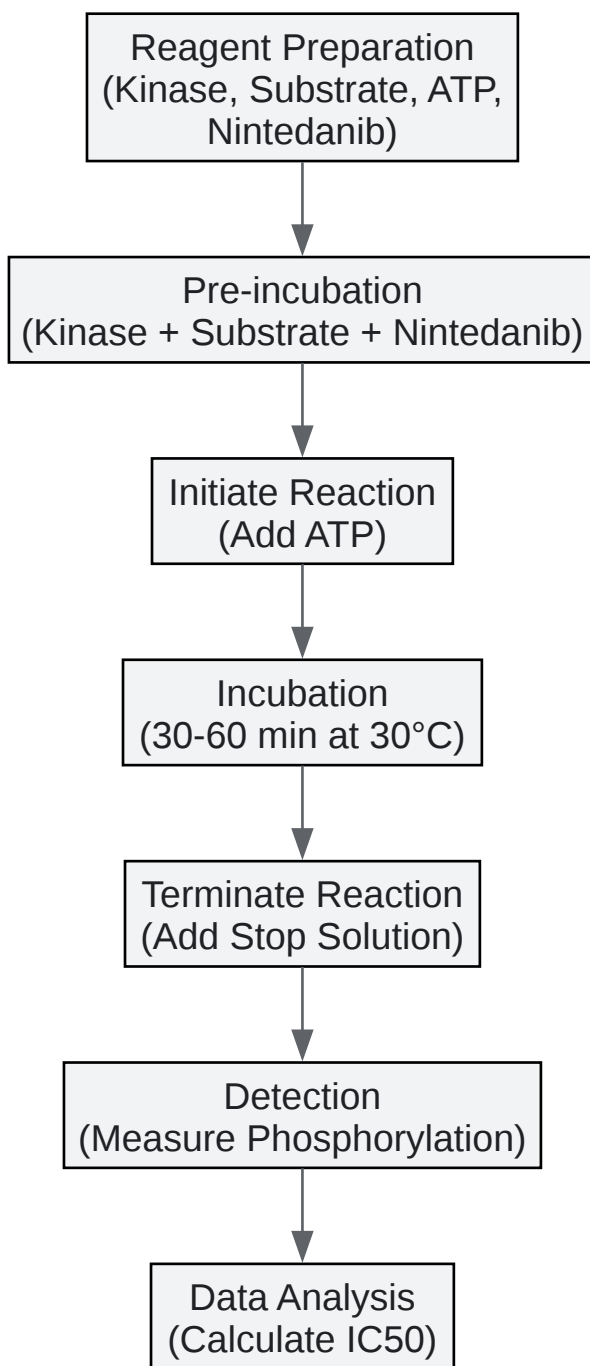 Reagent Preparation
(Kinase, Substrate, ATP,
Nintedanib)
Pre-incubation
(Kinase + Substrate + Nintedanib)
Initiate Reaction
(Add ATP)
Incubation
(30-60 min at 30°C)
Terminate Reaction
(Add Stop Solution)
Detection
(Measure Phosphorylation)
Data Analysis
(Calculate IC50)